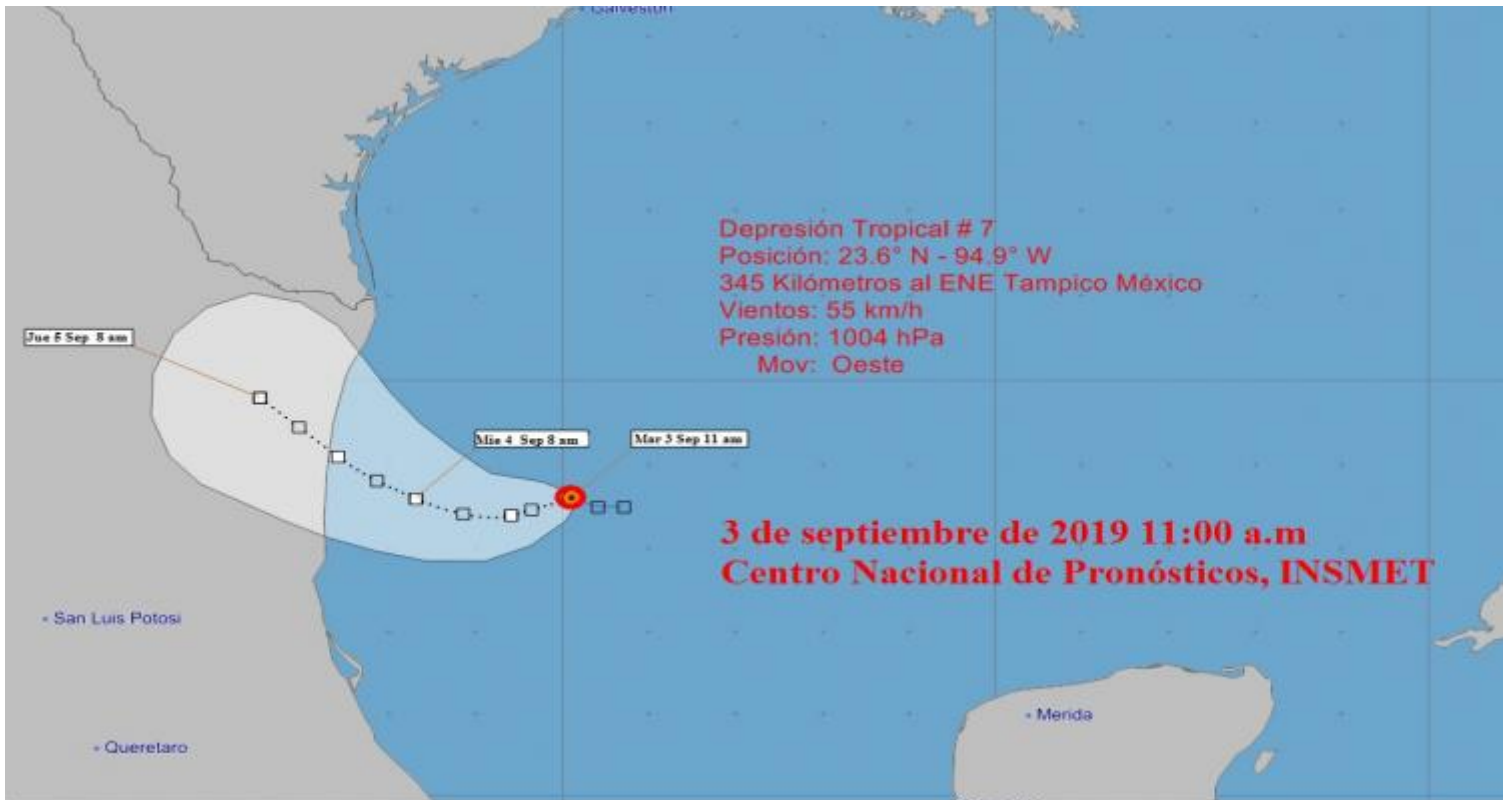 Galveston
Depresión Tropical # 7
Posición: 23.6° N - 94.9° W
345 Kilómetros al ENE Tampico México
Vientos: 55 km/h
Presión: 1004 hPa
Mov: Oeste
Jue 5 Sep 8 am
Mie 4 Sep 8 am
Mar 3 Sep 11 am
3 de septiembre de 2019 11:00 a.m
Centro Nacional de Pronósticos, INSMET
San Luis Potosi
Merida
Queretaro